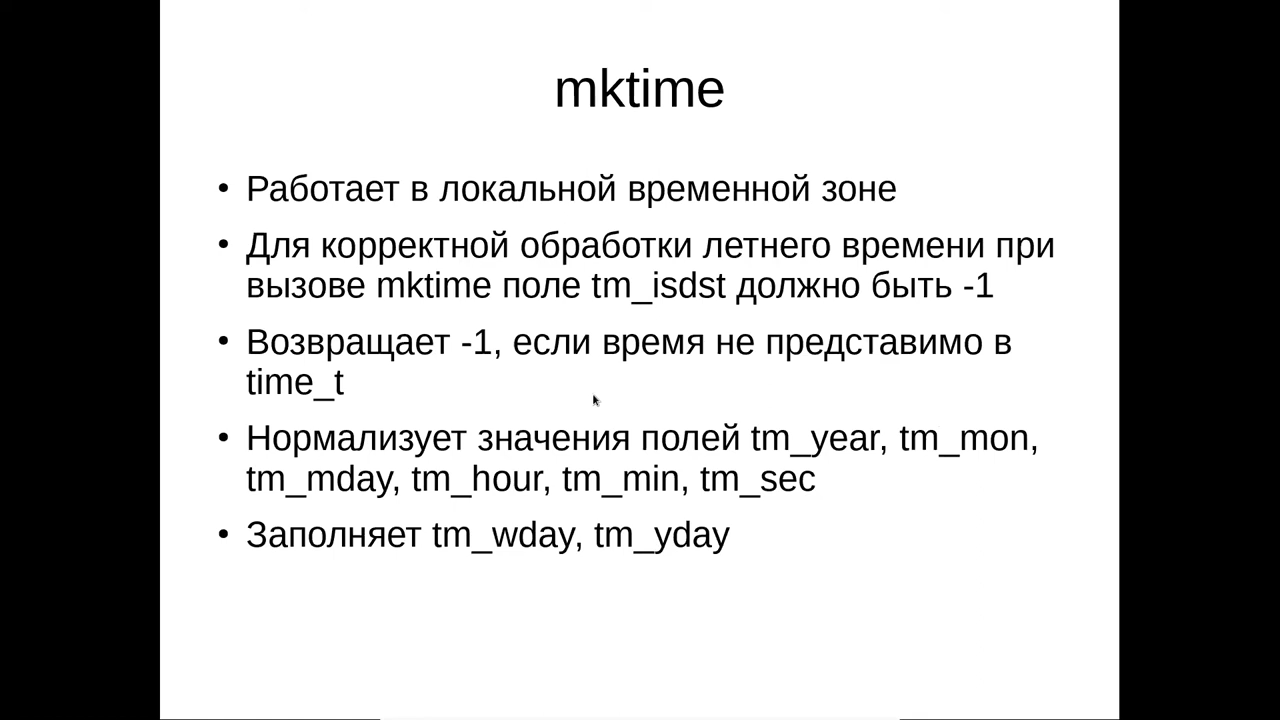 mktime
• Работает в локальной временной зоне
• Для корректной обработки летнего времени при
вызове mktime поле tm_isdst должно быть -1
• Возвращает -1, если время не представимо в
time_t
• Нормализует значения полей tm_year, tm_mon,
tm_mday, tm_hour, tm_min, tm_sec
• Заполняет tm_wday, tm_yday